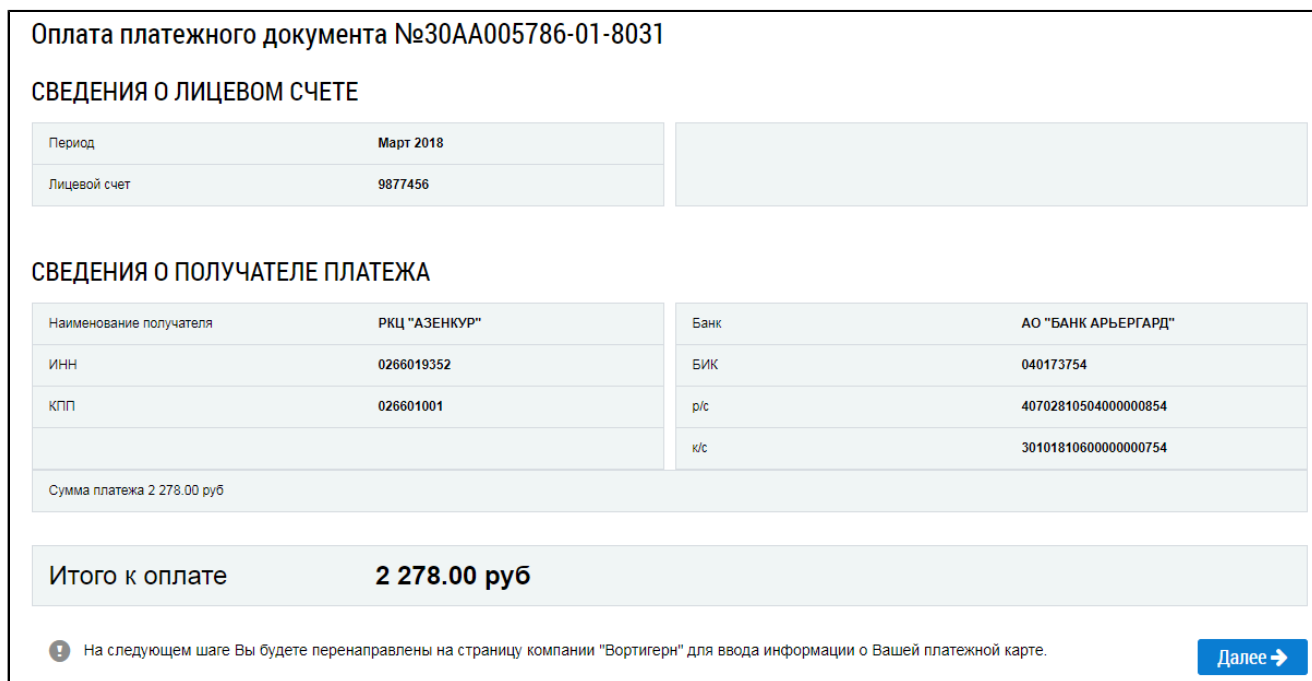 Оплата платежного документа №30АА005786-01-8031
СВЕДЕНИЯ О ЛИЦЕВОМ СЧЕТЕ
Период Март 2018
Лицевой счет 9877456
СВЕДЕНИЯ О ПОЛУЧАТЕЛЕ ПЛАТЕЖА
Наименование получателя РКЦ "АЗЕНКУР" Банк АО "БАНК АРЬЕРГАРД"
ИНН 0266019352 БИК 040173754
КПП 026601001 р/с 40702810504000000854
к/с 30101810600000000754
Сумма платежа 2 278.00 руб
Итого к оплате 2 278.00 руб
На следующем шаге Вы будете перенаправлены на страницу компании "Вортигерн" для ввода информации о Вашей платежной карте.
Далее